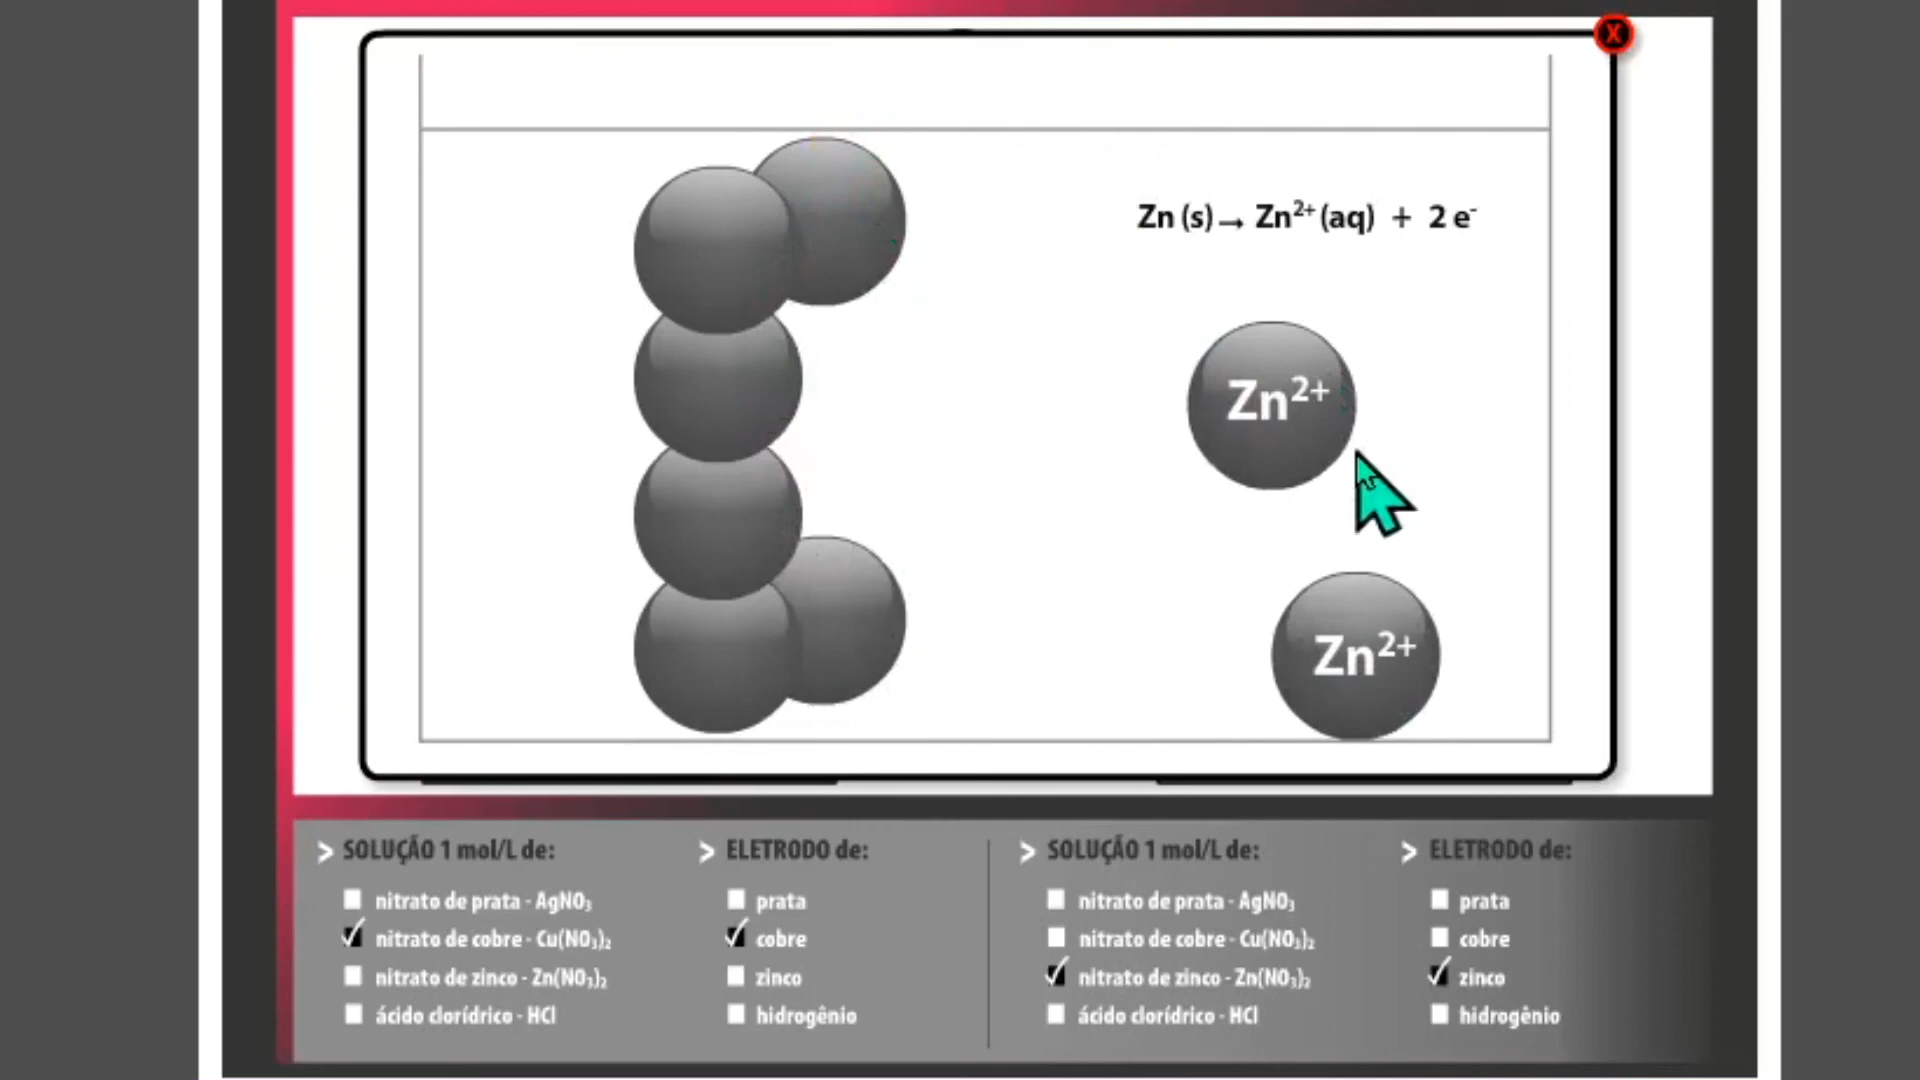 X
Zn (s) → Zn²⁺ (aq) + 2 e⁻
Zn²⁺
Zn²⁺
> SOLUÇÃO 1 mol/L de:
nitrato de prata - AgNO₃
nitrato de cobre - Cu(NO₃)₂
nitrato de zinco - Zn(NO₃)₂
ácido clorídrico - HCl
> ELETRODO de:
prata
cobre
zinco
hidrogênio
> SOLUÇÃO 1 mol/L de:
nitrato de prata - AgNO₃
nitrato de cobre - Cu(NO₃)₂
nitrato de zinco - Zn(NO₃)₂
ácido clorídrico - HCl
> ELETRODO de:
prata
cobre
zinco
hidrogênio